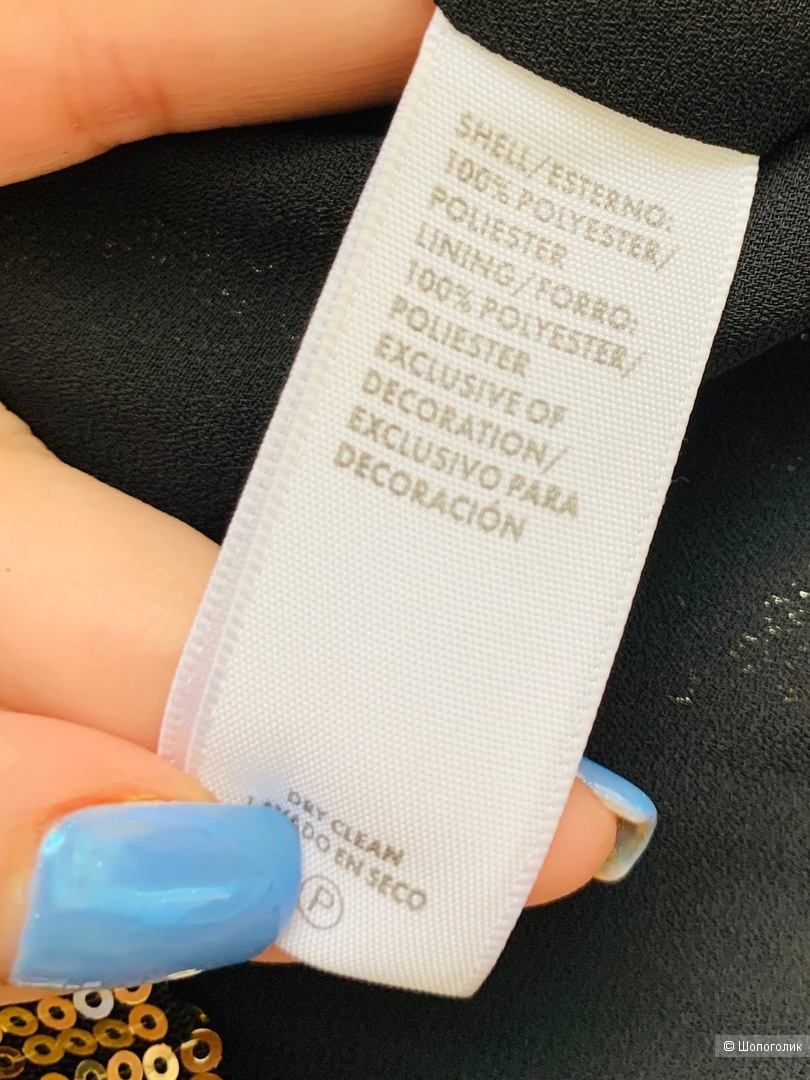 SHELL/ESTERNO:
100% POLYESTER/
POLIESTER
LINING/FORRO:
100% POLYESTER/
POLIESTER
EXCLUSIVE OF
DECORATION/
EXCLUSIVO PARA
DECORACIÓN
DRY CLEAN
LAVADO EN SECO
P
© Шопоголик